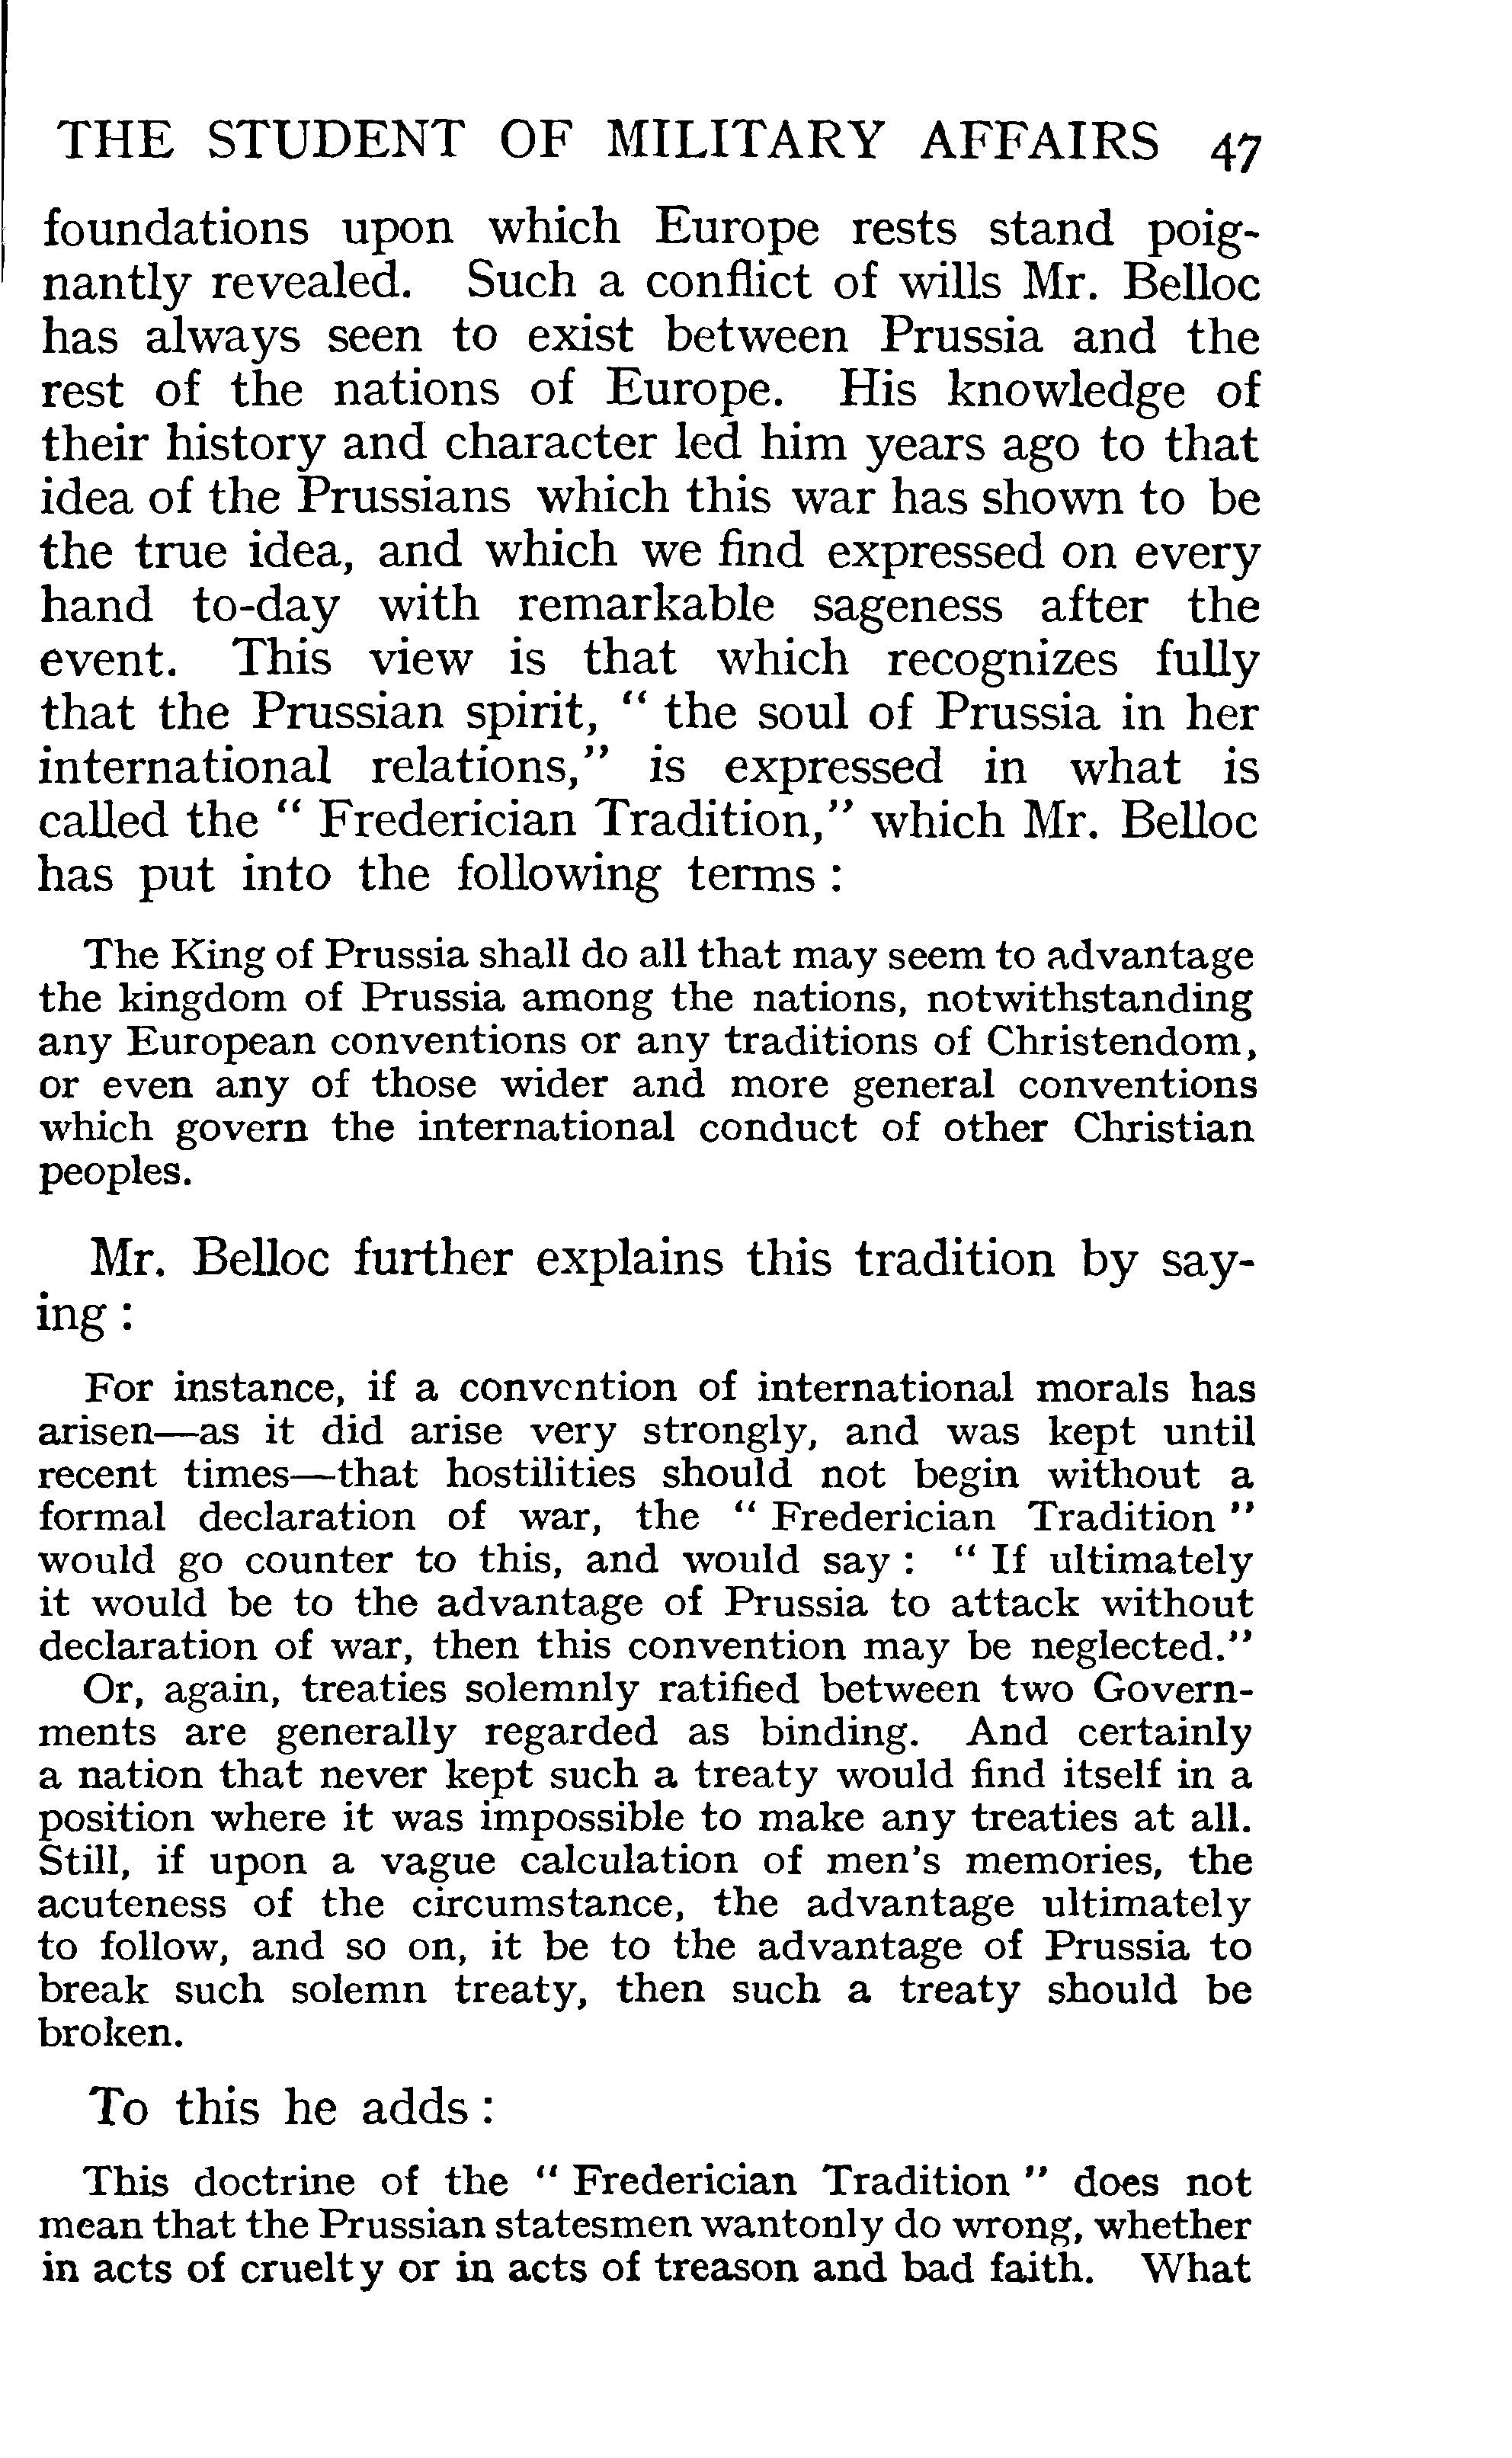 THE STUDENT OF MILITARY AFFAIRS 47
foundations upon which Europe rests stand poig-
nantly revealed. Such a conflict of wills Mr. Belloc
has always seen to exist between Prussia and the
rest of the nations of Europe. His knowledge of
their history and character led him years ago to that
idea of the Prussians which this war has shown to be
the true idea, and which we find expressed on every
hand to-day with remarkable sageness after the
event. This view is that which recognizes fully
that the Prussian spirit, “ the soul of Prussia in her
international relations,” is expressed in what is
called the “ Frederician Tradition,” which Mr. Belloc
has put into the following terms :
The King of Prussia shall do all that may seem to advantage
the kingdom of Prussia among the nations, notwithstanding
any European conventions or any traditions of Christendom,
or even any of those wider and more general conventions
which govern the international conduct of other Christian
peoples.
Mr. Belloc further explains this tradition by say-
ing :
For instance, if a convention of international morals has
arisen—as it did arise very strongly, and was kept until
recent times—that hostilities should not begin without a
formal declaration of war, the “ Frederician Tradition ”
would go counter to this, and would say : “ If ultimately
it would be to the advantage of Prussia to attack without
declaration of war, then this convention may be neglected.”
Or, again, treaties solemnly ratified between two Govern-
ments are generally regarded as binding. And certainly
a nation that never kept such a treaty would find itself in a
position where it was impossible to make any treaties at all.
Still, if upon a vague calculation of men’s memories, the
acuteness of the circumstance, the advantage ultimately
to follow, and so on, it be to the advantage of Prussia to
break such solemn treaty, then such a treaty should be
broken.
To this he adds :
This doctrine of the “ Frederician Tradition ” does not
mean that the Prussian statesmen wantonly do wrong, whether
in acts of cruelty or in acts of treason and bad faith. What